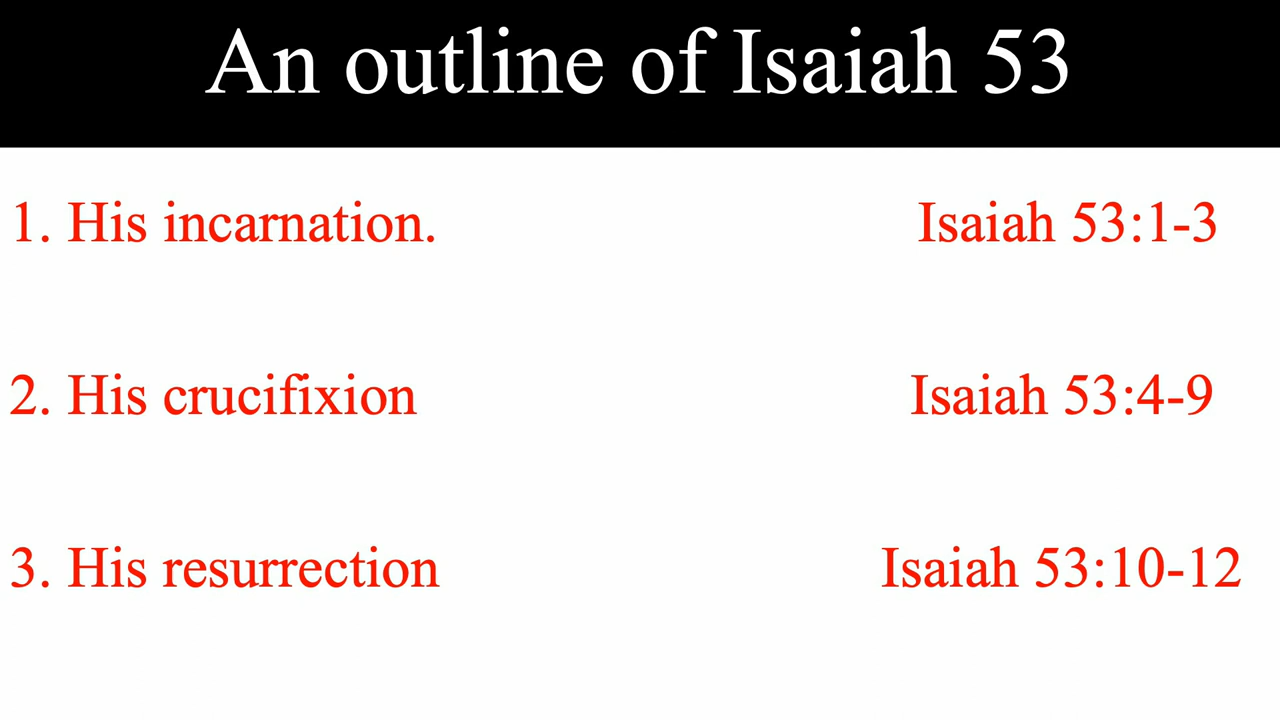 An outline of Isaiah 53
1. His incarnation. Isaiah 53:1-3
2. His crucifixion Isaiah 53:4-9
3. His resurrection Isaiah 53:10-12